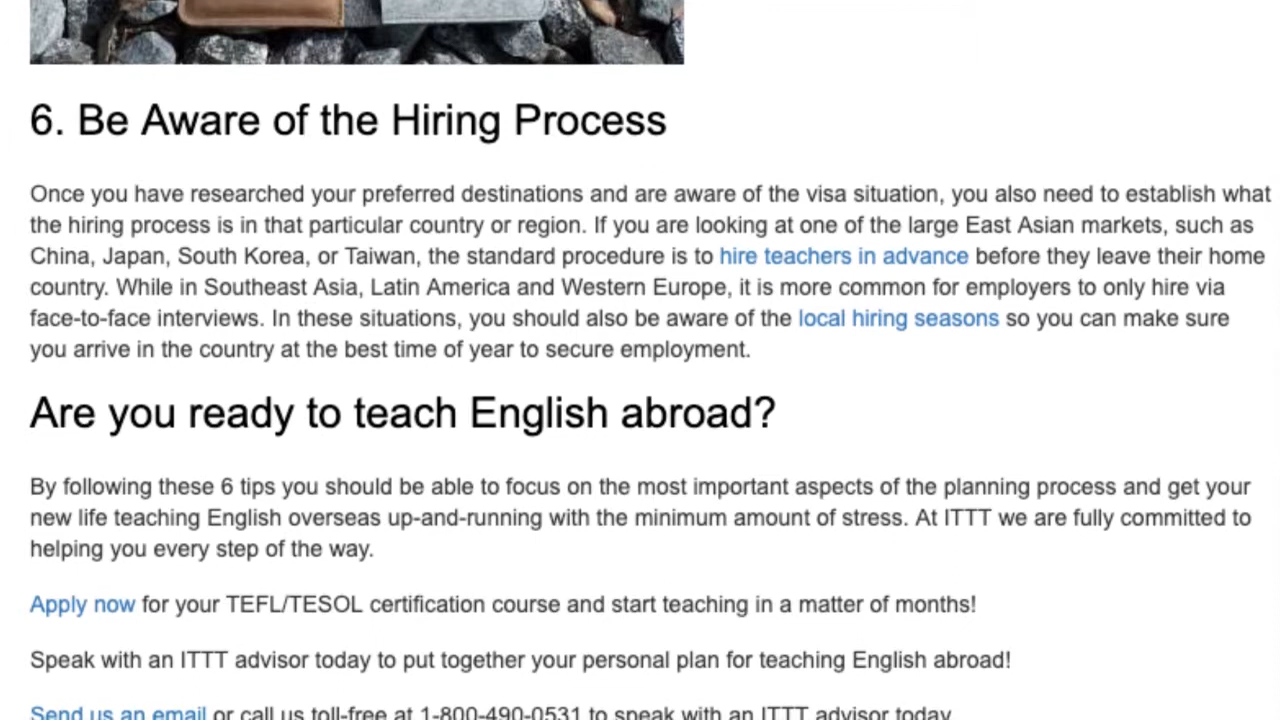 6. Be Aware of the Hiring Process
Once you have researched your preferred destinations and are aware of the visa situation, you also need to establish what
the hiring process is in that particular country or region. If you are looking at one of the large East Asian markets, such as
China, Japan, South Korea, or Taiwan, the standard procedure is to hire teachers in advance before they leave their home
country. While in Southeast Asia, Latin America and Western Europe, it is more common for employers to only hire via
face-to-face interviews. In these situations, you should also be aware of the local hiring seasons so you can make sure
you arrive in the country at the best time of year to secure employment.
Are you ready to teach English abroad?
By following these 6 tips you should be able to focus on the most important aspects of the planning process and get your
new life teaching English overseas up-and-running with the minimum amount of stress. At ITTT we are fully committed to
helping you every step of the way.
Apply now for your TEFL/TESOL certification course and start teaching in a matter of months!
Speak with an ITTT advisor today to put together your personal plan for teaching English abroad!
Send us an email or call us toll-free at 1-800-490-0531 to speak with an ITTT advisor today.